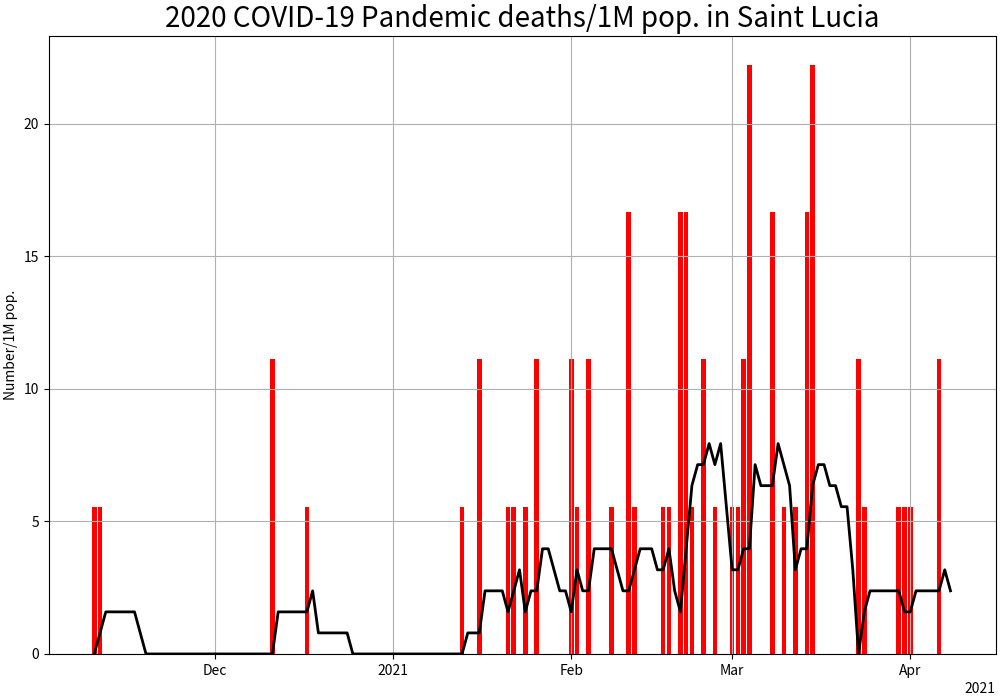 2020 COVID-19 Pandemic deaths/1M pop. in Saint Lucia
Number/1M pop.
20
15
10
5
0
Dec
2021
Feb
Mar
Apr
2021